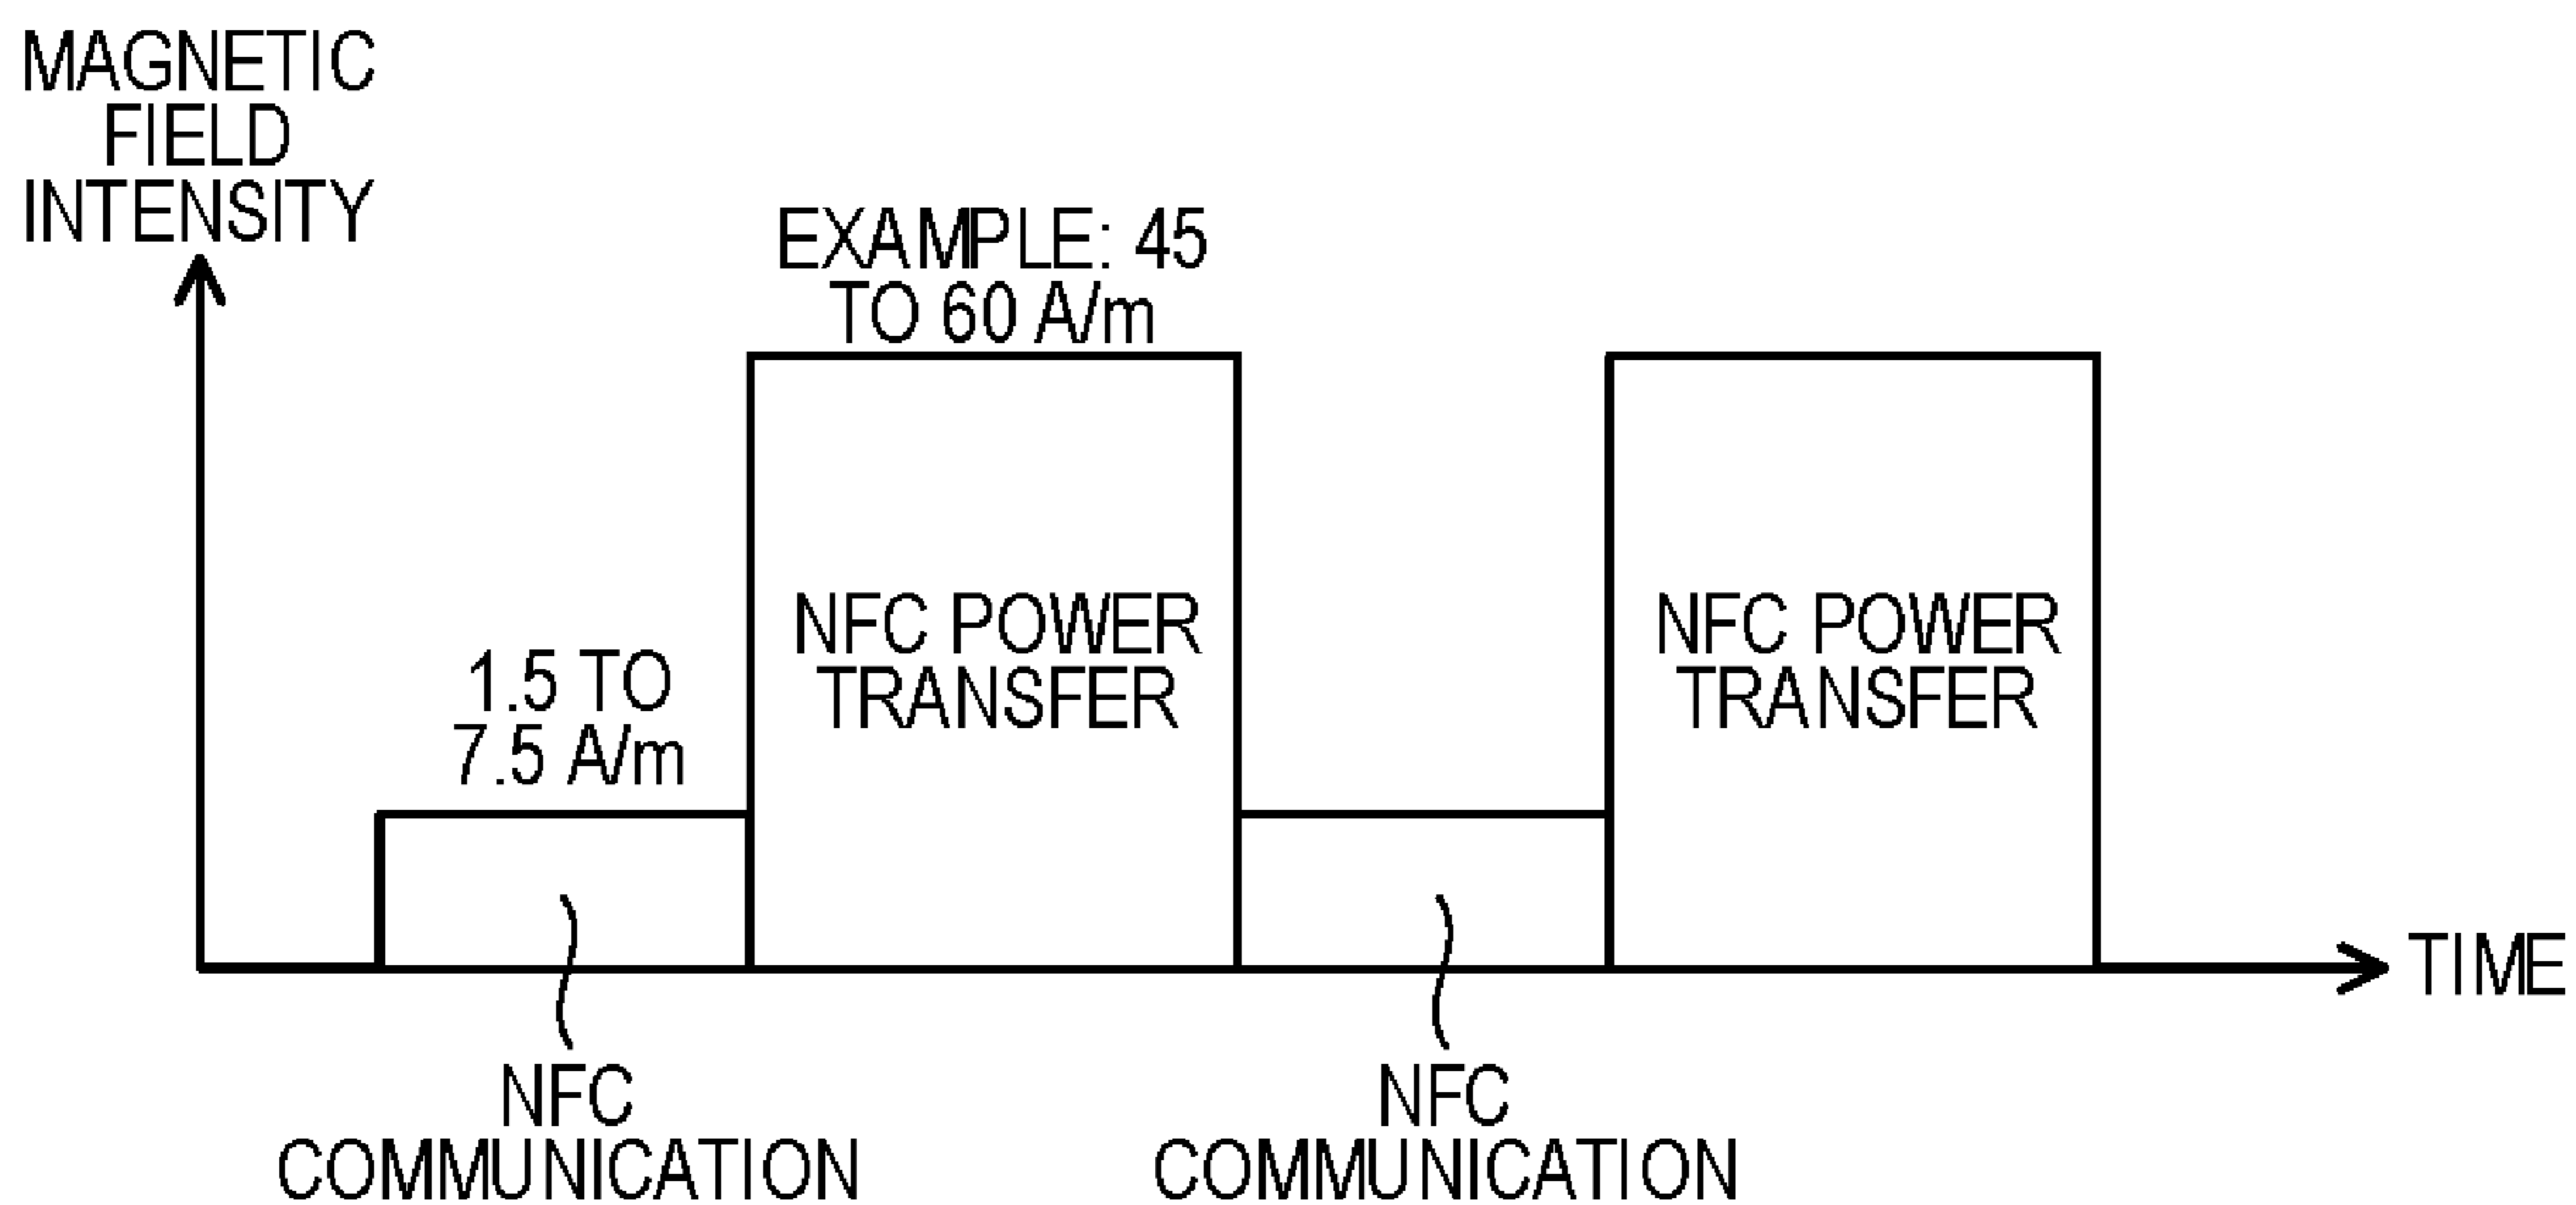 MAGNETIC
FIELD
INTENSITY
EXAMPLE: 45
TO 60 A/m
NFC POWER
TRANSFER
NFC POWER
TRANSFER
1.5 TO
7.5 A/m
TIME
NFC
COMMUNICATION
NFC
COMMUNICATION